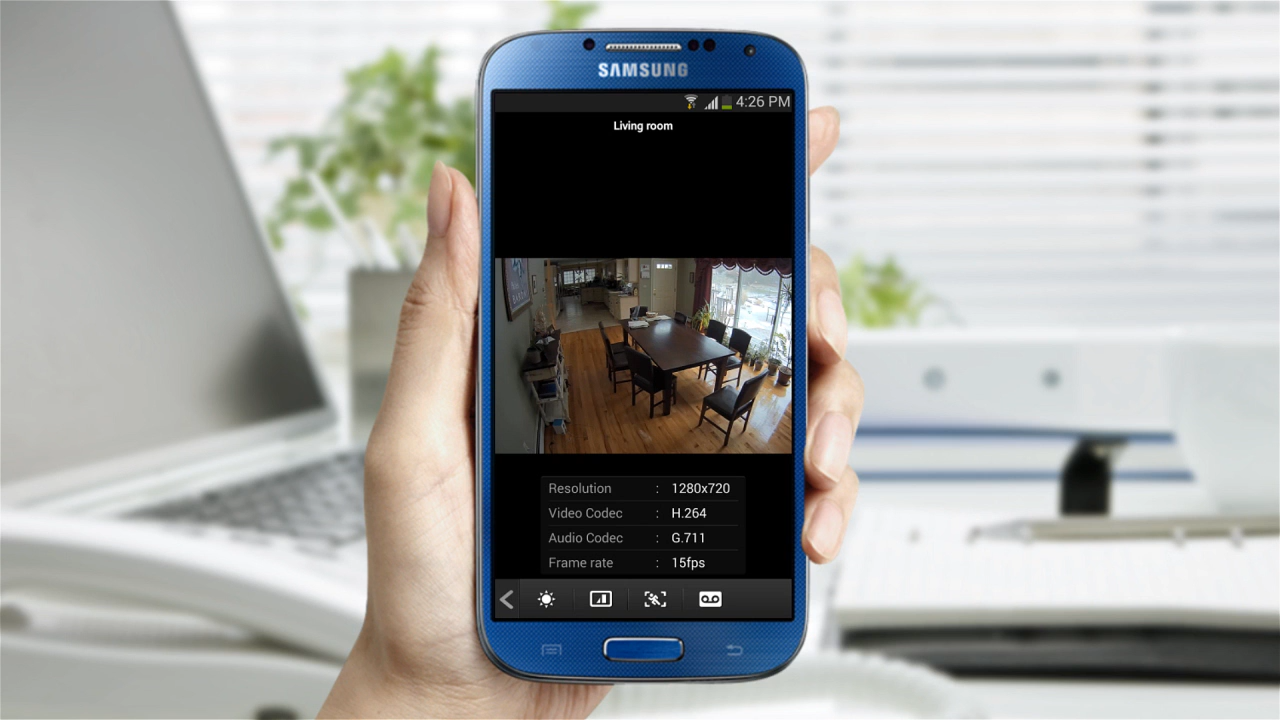 SAMSUNG
4:26 PM
Living room
Resolution : 1280x720
Video Codec : H.264
Audio Codec : G.711
Frame rate : 15fps